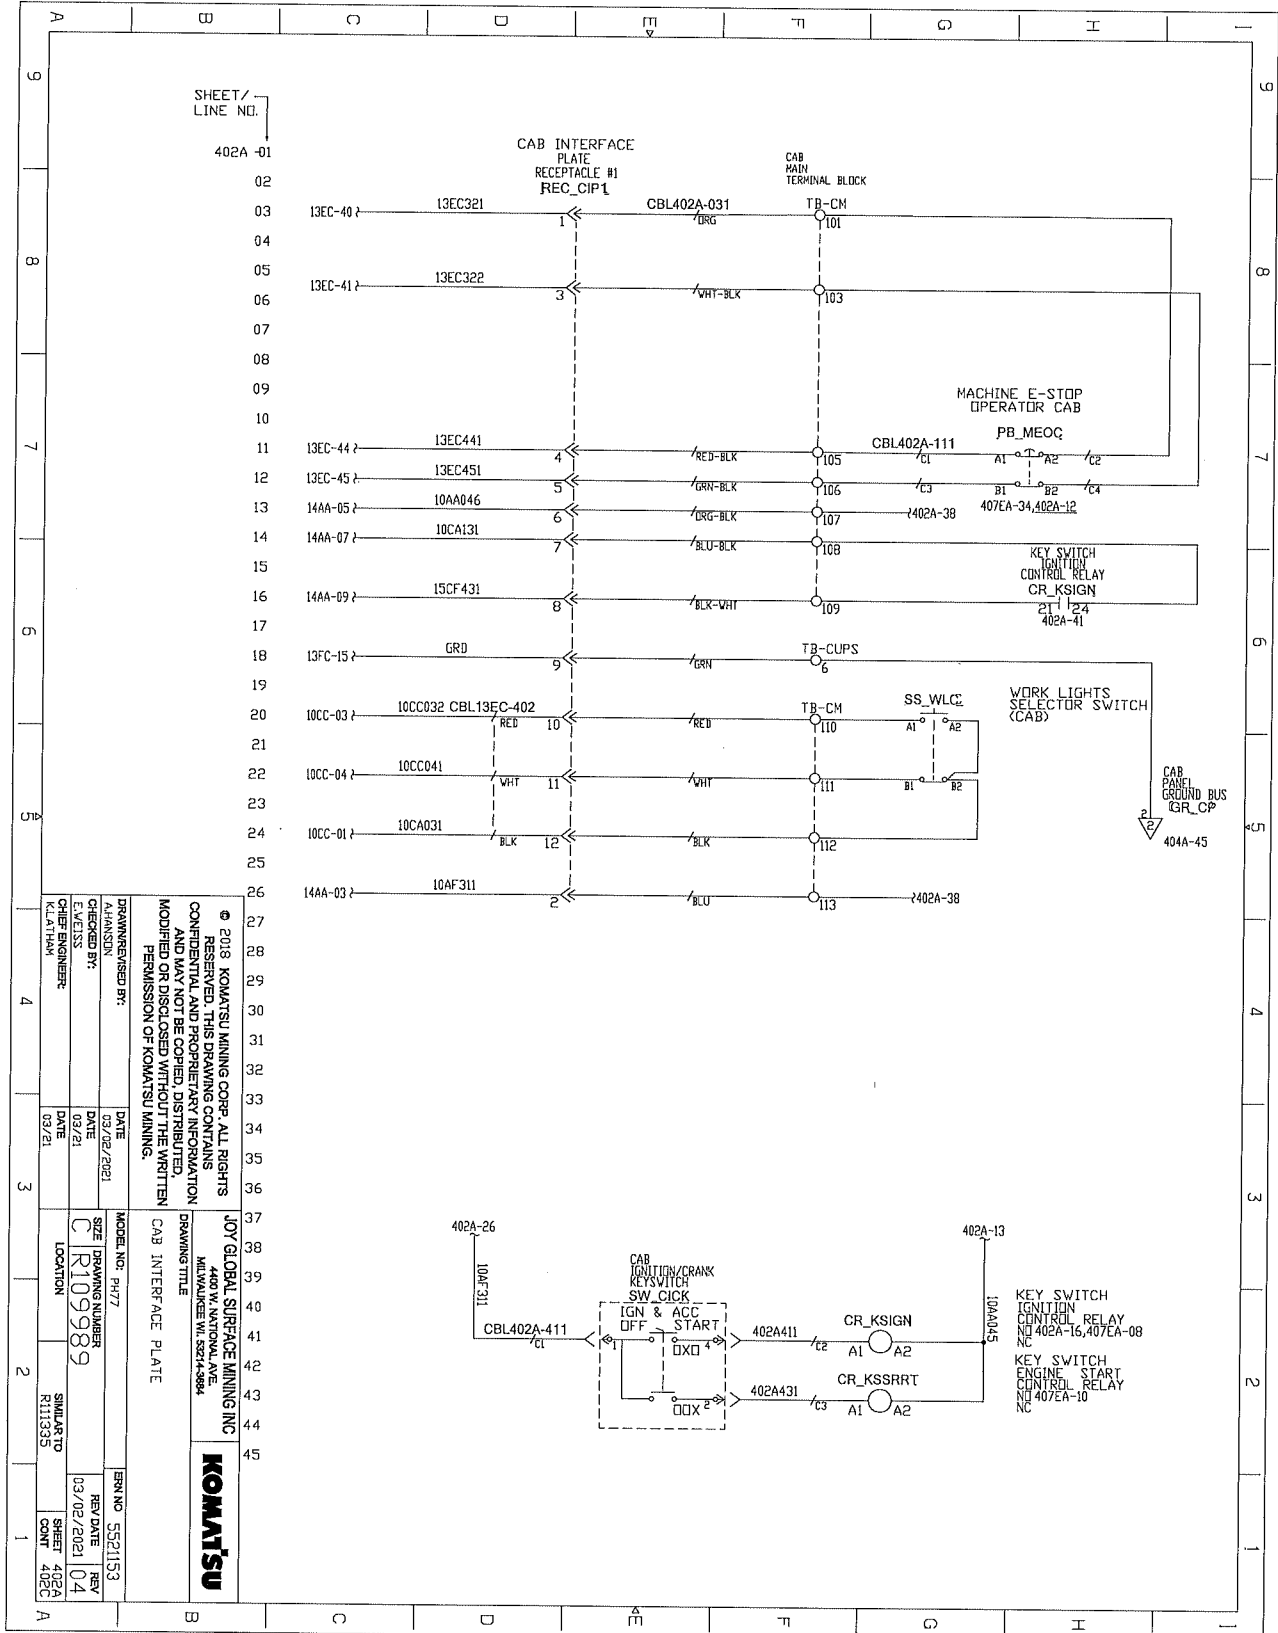 A B C D E F G H I
9
8
7
6
5
4
3
2
1
SHEET/
LINE NO.
402A -01
02
03
04
05
06
07
08
09
10
11
12
13
14
15
16
17
18
19
20
21
22
23
24
25
26
27
28
29
30
31
32
33
34
35
36
37
38
39
40
41
42
43
44
45
CAB INTERFACE
PLATE
RECEPTACLE #1
REC_CIP1
CAB
MAIN
TERMINAL BLOCK
13EC-40 13EC321 1 CBL402A-031 ORG TB-CM 101
13EC-41 13EC322 3 WHT-BLK 103
MACHINE E-STOP
OPERATOR CAB
PB_MEOC
13EC-44 13EC441 4 RED-BLK 105 CBL402A-111 C1 A1 A2 C2
13EC-45 13EC451 5 GRN-BLK 106 C3 B1 B2 C4
407EA-34,402A-12
14AA-05 10AA046 6 ORG-BLK 107 402A-38
14AA-07 10CA131 7 BLU-BLK 108
KEY SWITCH
IGNITION
CONTROL RELAY
CR_KSIGN
14AA-09 15CF431 8 BLK-WHT 109 21 24
402A-41
13FC-15 GRD 9 GRN TB-CUPS 6
10CC-03 10CC032 CBL13EC-402 RED 10 RED TB-CM 110 SS_WLC A1 A2
WORK LIGHTS
SELECTOR SWITCH
(CAB)
10CC-04 10CC041 WHT 11 WHT 111 B1 B2
CAB
PANEL
GROUND BUS
GR_CP
2
2
404A-45
10CC-01 10CA031 BLK 12 BLK 112
14AA-03 10AF311 2 BLU 113 402A-38
402A-26
10AF311
CBL402A-411
C1
CAB
IGNITION/CRANK
KEYSWITCH
SW_CICK
IGN & ACC
OFF START
1 OXO 4
OOX 2
402A411 C2 CR_KSIGN A1 A2
402A431 C3 CR_KSSRRT A1 A2
402A-13
10AA045
KEY SWITCH
IGNITION
CONTROL RELAY
NO 402A-16,407EA-08
NC
KEY SWITCH
ENGINE START
CONTROL RELAY
NO 407EA-10
NC
© 2018 KOMATSU MINING CORP. ALL RIGHTS
RESERVED. THIS DRAWING CONTAINS
CONFIDENTIAL AND PROPRIETARY INFORMATION
AND MAY NOT BE COPIED, DISTRIBUTED,
MODIFIED OR DISCLOSED WITHOUT THE WRITTEN
PERMISSION OF KOMATSU MINING.
DRAWN/REVISED BY:
A.HANSON
DATE
03/02/2021
CHECKED BY:
E.WEISS
DATE
03/21
CHIEF ENGINEER:
K.LATHAM
DATE
03/21
JOY GLOBAL SURFACE MINING INC
4400 W. NATIONAL AVE.
MILWAUKEE WI. 53214-3684
KOMATSU
DRAWING TITLE
CAB INTERFACE PLATE
MODEL NO: PH77
ERN NO 5521153
SIZE
C
DRAWING NUMBER
R109989
REV DATE
03/02/2021
REV
04
LOCATION
SIMILAR TO
R111335
SHEET 402A
CONT 402C
A B C D E F G H I
9
8
7
6
5
4
3
2
1